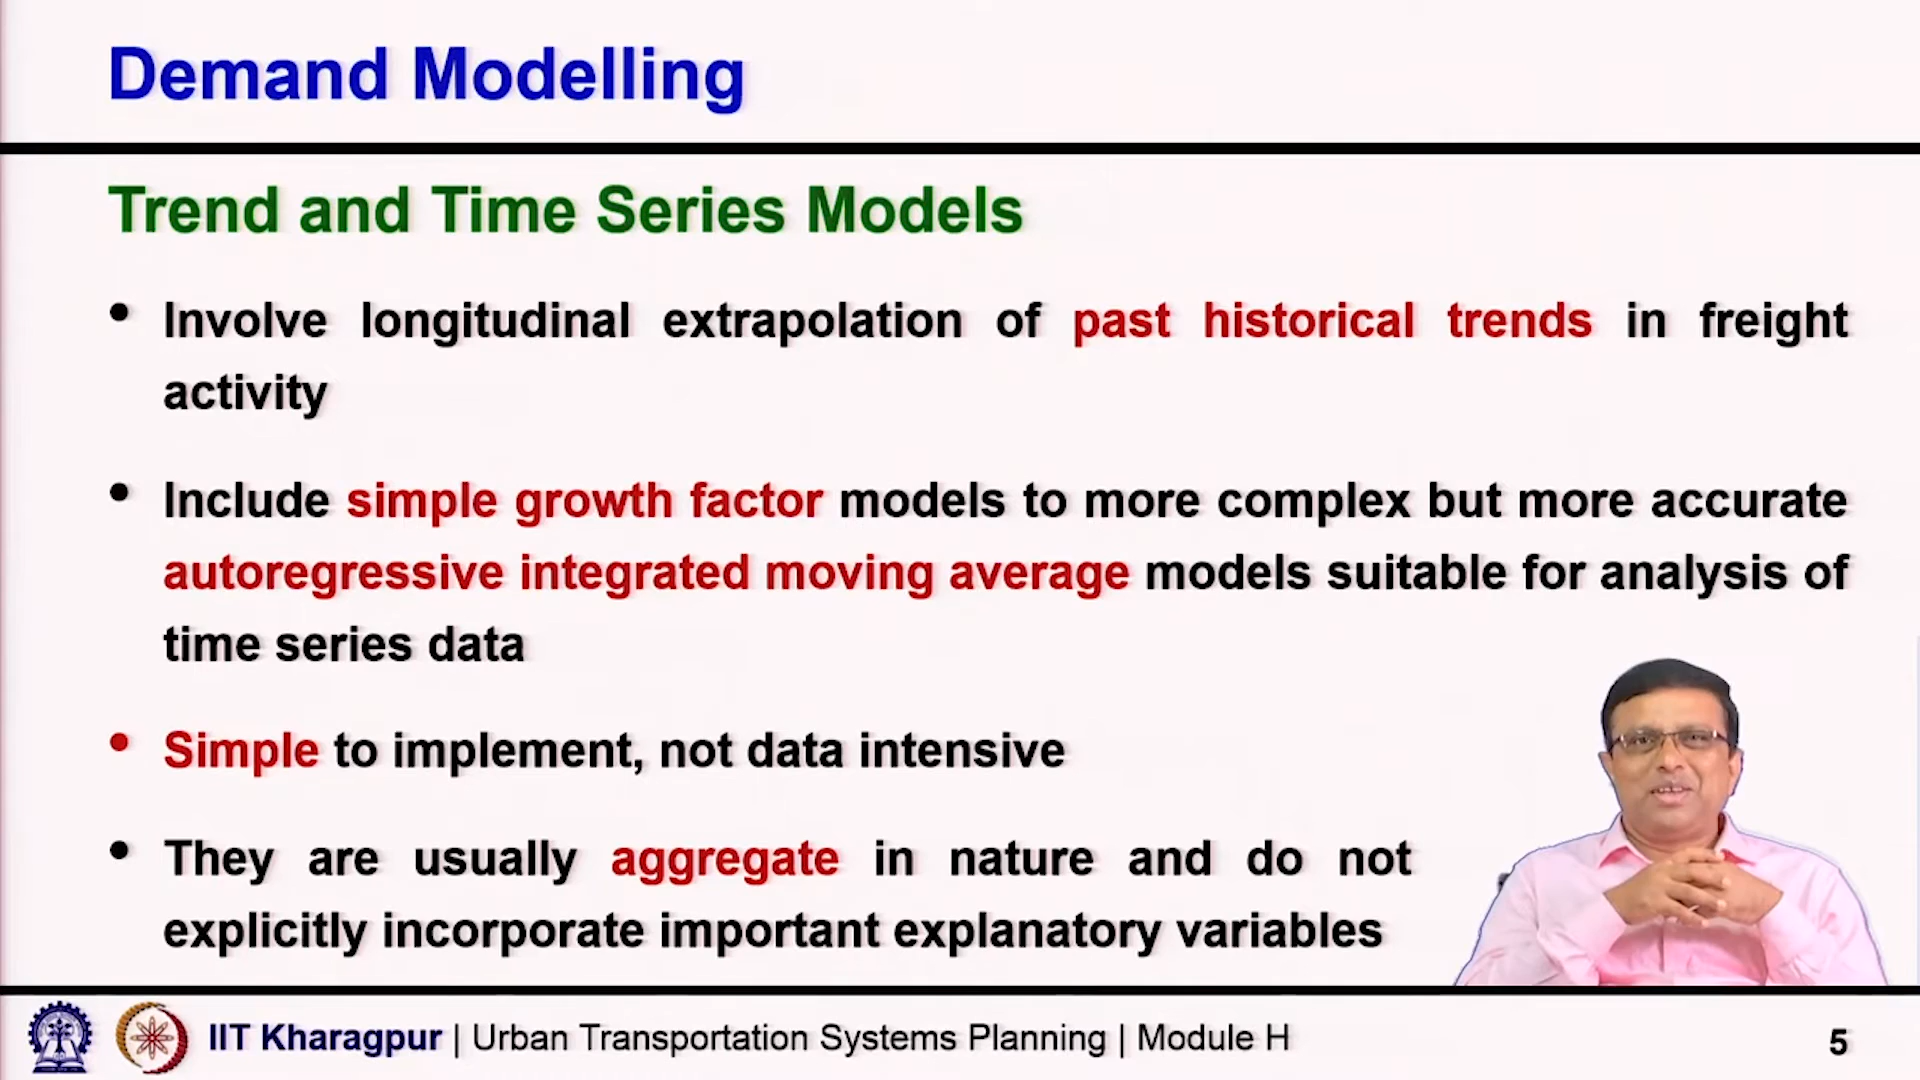 Demand Modelling
Trend and Time Series Models
• Involve longitudinal extrapolation of past historical trends in freight
activity
• Include simple growth factor models to more complex but more accurate
autoregressive integrated moving average models suitable for analysis of
time series data
• Simple to implement, not data intensive
• They are usually aggregate in nature and do not
explicitly incorporate important explanatory variables
IIT Kharagpur | Urban Transportation Systems Planning | Module H
5